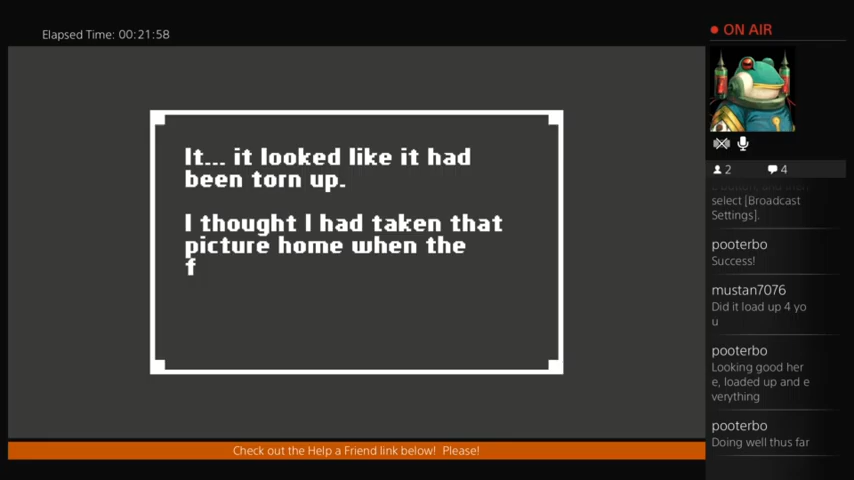 Elapsed Time: 00:21:58
ON AIR
It... it looked like it had
been torn up.
I thought I had taken that
picture home when the
f
2
4
select [Broadcast
Settings].
pooterbo
Success!
mustan7076
Did it load up 4 yo
u
pooterbo
Looking good her
e, loaded up and e
verything
pooterbo
Doing well thus far
Check out the Help a Friend link below! Please!